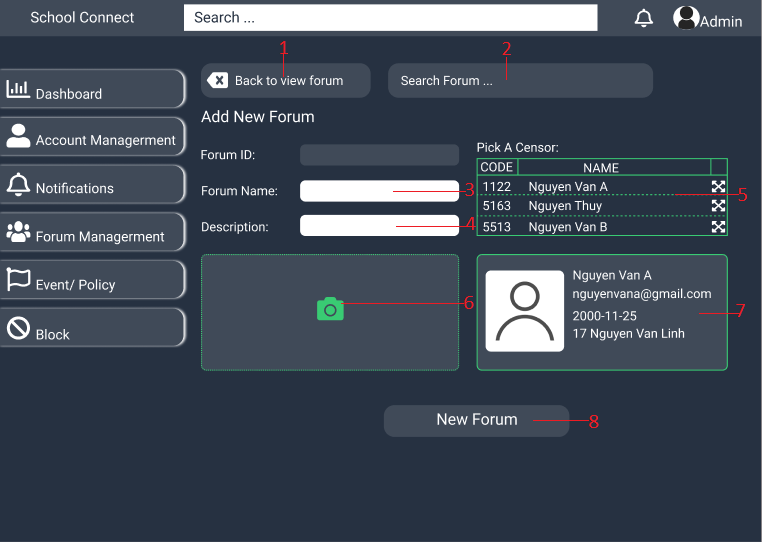 School Connect
Search ...
Admin
1
2
Back to view forum
Search Forum ...
Dashboard
Account Managerment
Notifications
Forum Managerment
Event/ Policy
Block
Add New Forum
Forum ID:
Forum Name:
3
Description:
4
Pick A Censor:
CODE NAME
1122 Nguyen Van A
5
5163 Nguyen Thuy
5513 Nguyen Van B
6
Nguyen Van A
nguyenvana@gmail.com
2000-11-25
7
17 Nguyen Van Linh
New Forum
8